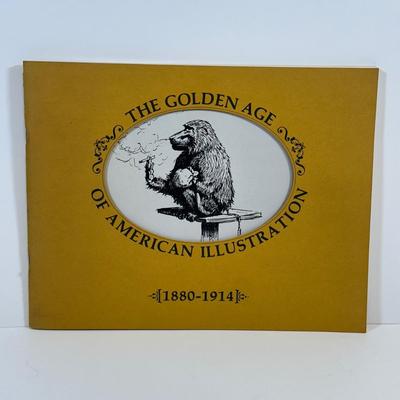 THE GOLDEN AGE
OF AMERICAN ILLUSTRATION
[1880-1914]